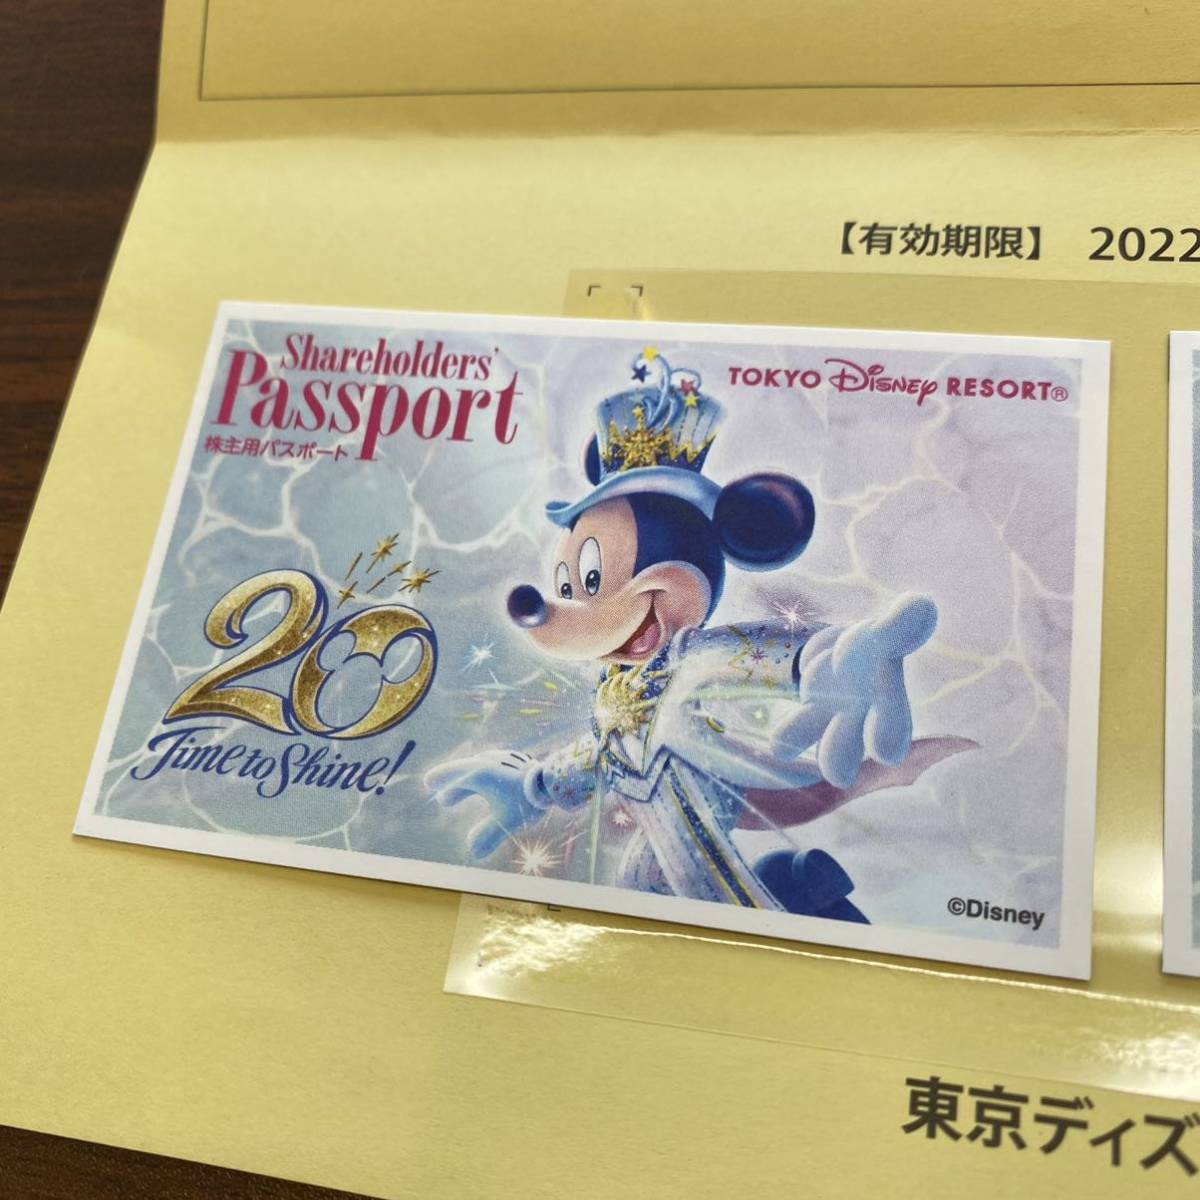 【有効期限】 2022
Shareholders'
Passport
株主用パスポート
TOKYO Disney RESORT®
20
Time to Shine!
©Disney
東京ディズ